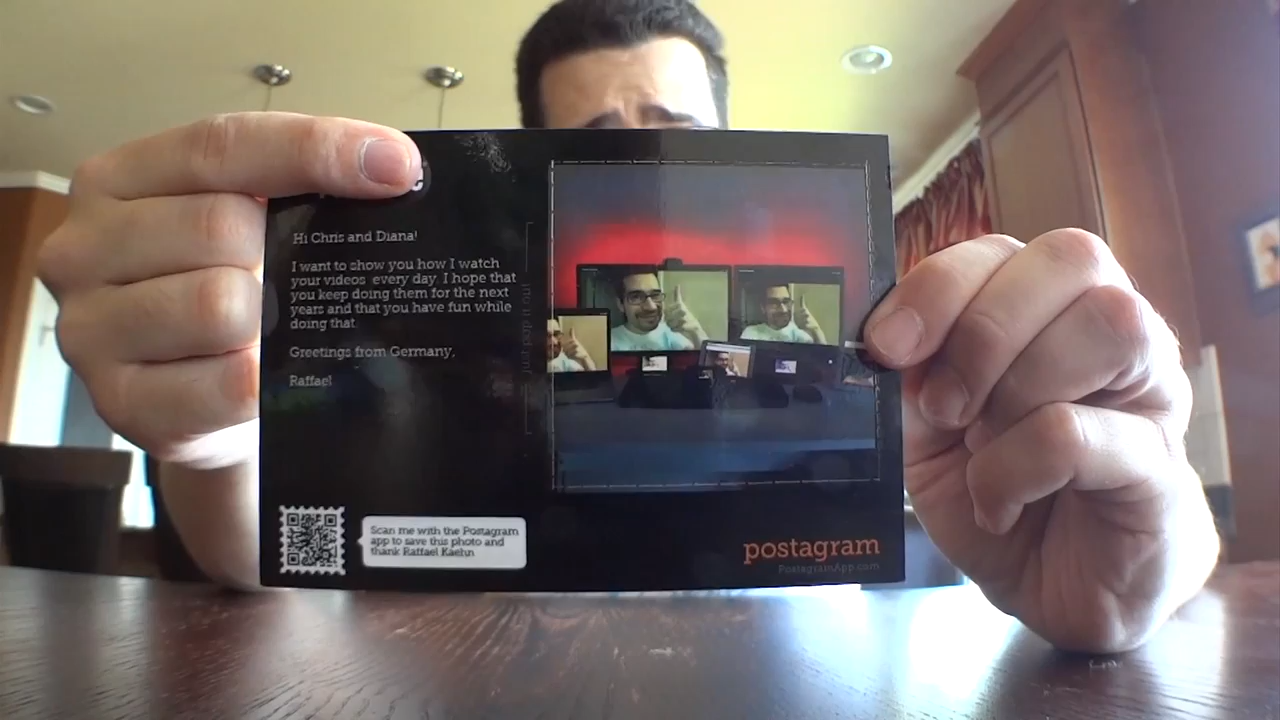 Hi Chris and Diana!
I want to show you how I watch
your videos every day. I hope that
you keep doing them for the next
years and that you have fun while
doing that
Greetings from Germany,
Raffael
Scan me with the Postagram
app to save this photo and
thank Raffael Kaehn
postagram
PostagramApp.com